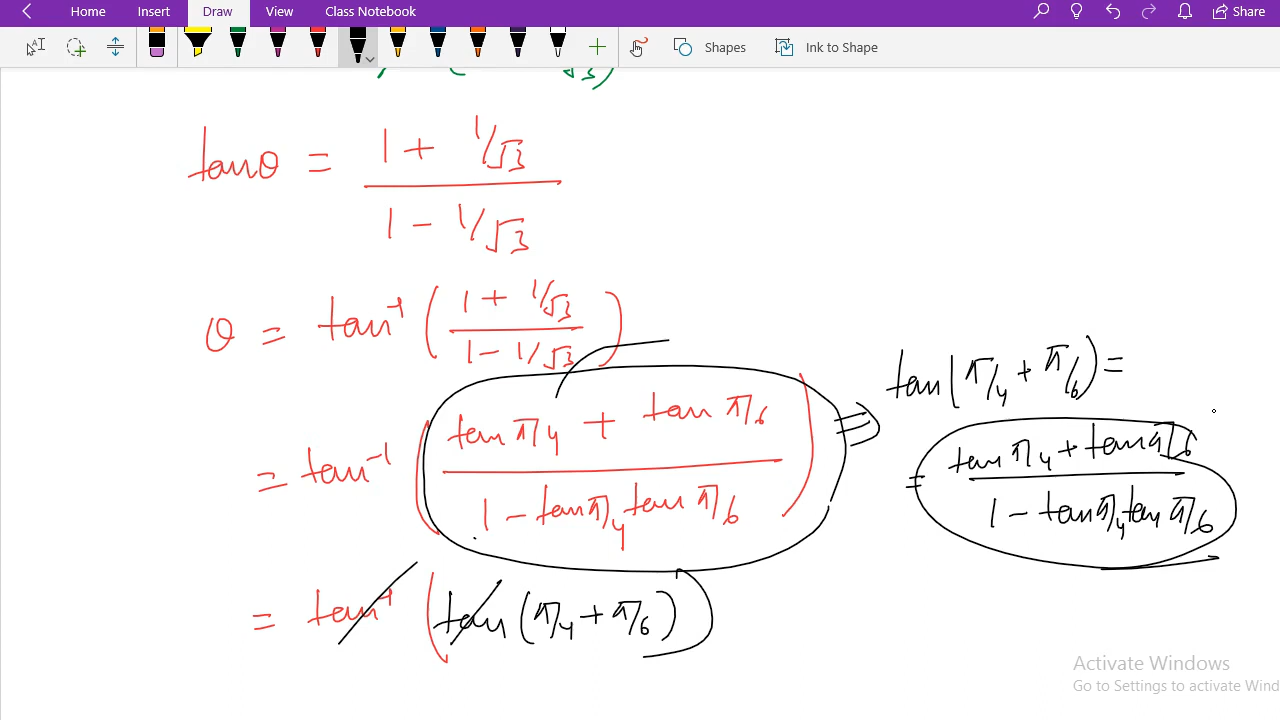 Home Insert Draw View Class Notebook Share
Shapes Ink to Shape
√3)
tanθ = 1 + 1/√3
1 - 1/√3
θ = tan⁻¹ ( 1 + 1/√3
1 - 1/√3 )
tan(π/4 + π/6) =
= tan⁻¹ ( tan π/4 + tan π/6
1 - tan π/4 tan π/6 ) ⇒
= tan π/4 + tan π/6
1 - tan π/4 tan π/6
= tan⁻¹ ( tan (π/4 + π/6) )
Activate Windows
Go to Settings to activate Wind